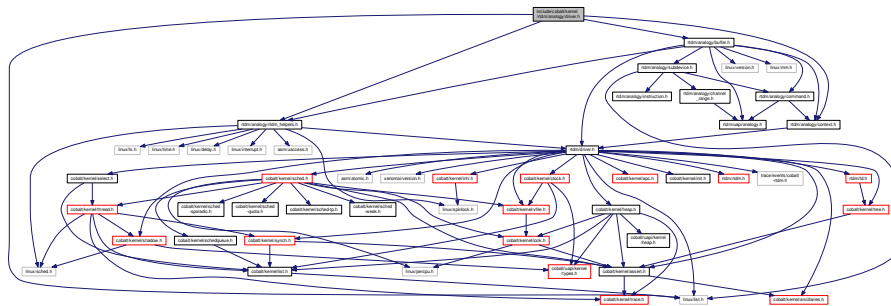 include/cobalt/kernel
/rtdm/analogy/driver.h
rtdm/analogy/buffer.h
rtdm/analogy/subdevice.h
linux/version.h
linux/mm.h
rtdm/analogy/instruction.h
rtdm/analogy/channel
_range.h
rtdm/analogy/command.h
rtdm/analogy/rtdm_helpers.h
rtdm/uapi/analogy.h
rtdm/analogy/context.h
linux/fs.h
linux/time.h
linux/delay.h
linux/interrupt.h
asm/uaccess.h
rtdm/driver.h
cobalt/kernel/select.h
cobalt/kernel/sched.h
asm/atomic.h
xenomai/version.h
cobalt/kernel/irm.h
cobalt/kernel/clock.h
cobalt/kernel/apc.h
cobalt/kernel/init.h
rtdm/rtdm.h
trace/events/cobalt
-rtdm.h
rtdm/fd.h
cobalt/kernel/thread.h
cobalt/kernel/sched
-sporadic.h
cobalt/kernel/sched
-quota.h
cobalt/kernel/sched-tp.h
cobalt/kernel/sched
-weak.h
linux/spinlock.h
cobalt/kernel/vfile.h
cobalt/kernel/heap.h
cobalt/kernel/tree.h
cobalt/kernel/shadow.h
cobalt/kernel/schedqueue.h
cobalt/kernel/synch.h
cobalt/kernel/lock.h
cobalt/uapi/kernel
/heap.h
linux/sched.h
cobalt/kernel/list.h
linux/percpu.h
cobalt/uapi/kernel
/types.h
cobalt/kernel/assert.h
cobalt/kernel/trace.h
linux/list.h
cobalt/kernel/ancillaries.h